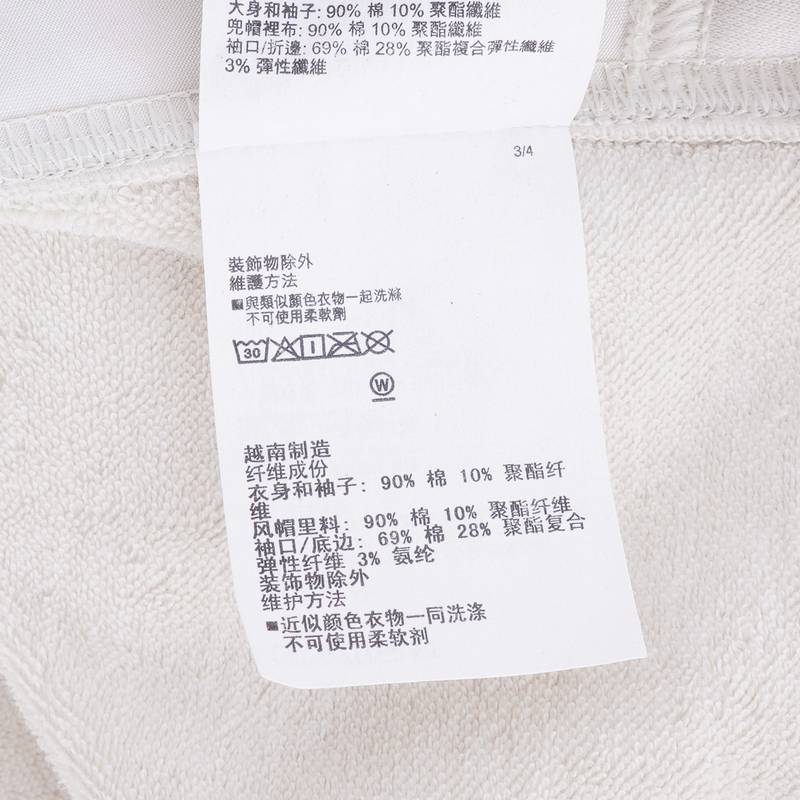 大身和袖子: 90% 棉 10% 聚酯纖維
兜帽裡布: 90% 棉 10% 聚酯纖維
袖口/折邊: 69% 棉 28% 聚酯複合彈性纖維
3% 彈性纖維
3/4
裝飾物除外
維護方法
■與類似顏色衣物一起洗滌
不可使用柔軟劑
30
W
越南制造
纤维成份
衣身和袖子: 90% 棉 10% 聚酯纤
维
风帽里料: 90% 棉 10% 聚酯纤维
袖口/底边: 69% 棉 28% 聚酯复合
弹性纤维 3% 氨纶
装饰物除外
维护方法
■近似颜色衣物一同洗涤
不可使用柔软剂